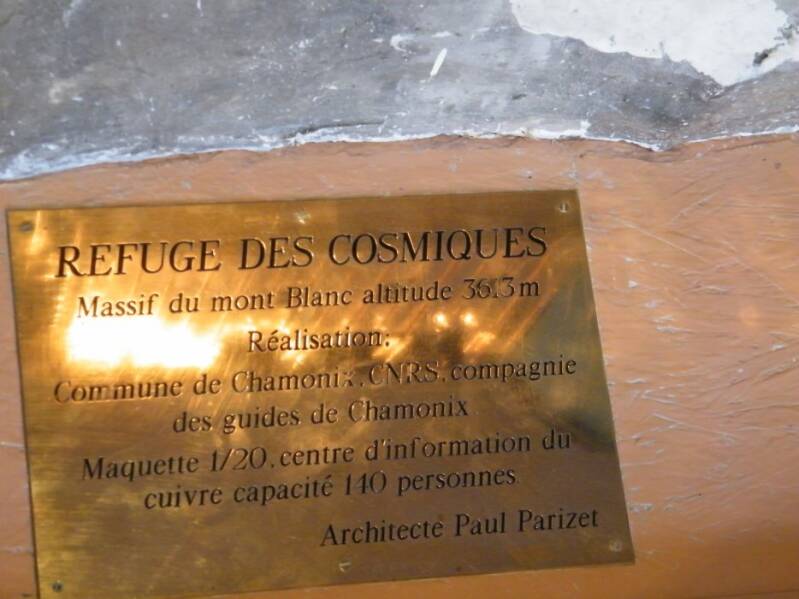 REFUGE DES COSMIQUES
Massif du mont Blanc altitude 3613 m
Réalisation:
Commune de Chamonix, CNRS, compagnie
des guides de Chamonix
Maquette 1/20, centre d'information du
cuivre capacité 140 personnes
Architecte Paul Parizet